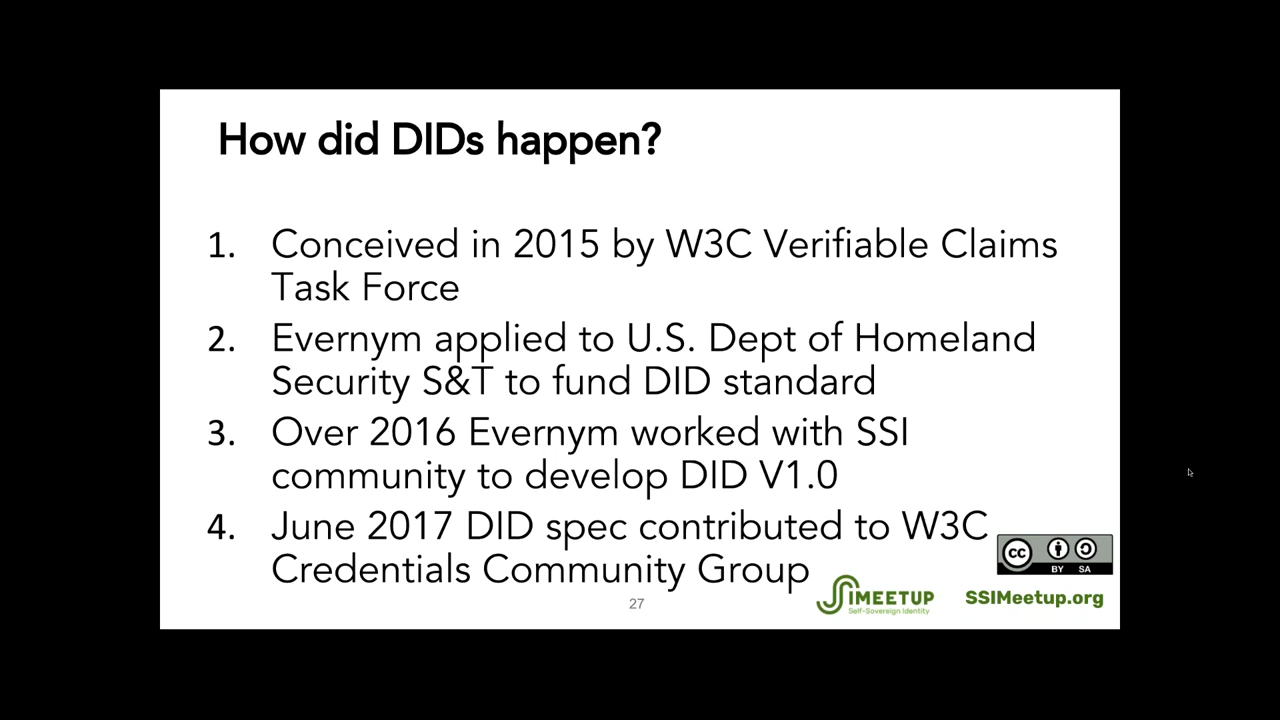 How did DIDs happen?
1. Conceived in 2015 by W3C Verifiable Claims
Task Force
2. Evernym applied to U.S. Dept of Homeland
Security S&T to fund DID standard
3. Over 2016 Evernym worked with SSI
community to develop DID V1.0
4. June 2017 DID spec contributed to W3C
Credentials Community Group
cc
BY SA
27
SSIMEETUP
Self-Sovereign Identity
SSIMeetup.org